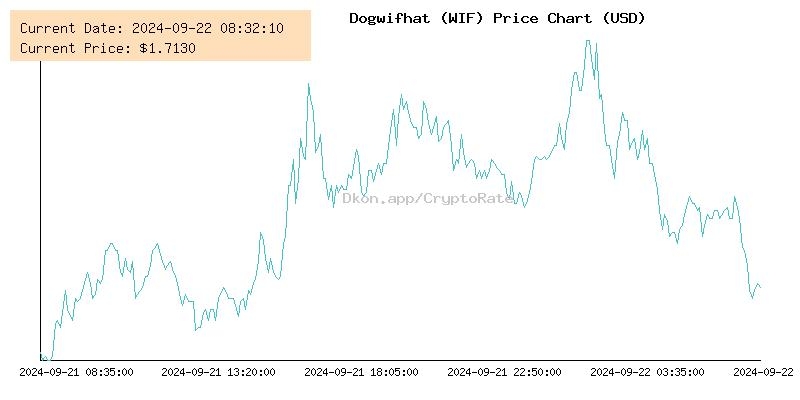 Dogwifhat (WIF) Price Chart (USD)
Current Date: 2024-09-22 08:32:10
Current Price: $1.7130
Dkon.app/CryptoRate
2024-09-21 08:35:00
2024-09-21 13:20:00
2024-09-21 18:05:00
2024-09-21 22:50:00
2024-09-22 03:35:00
2024-09-22